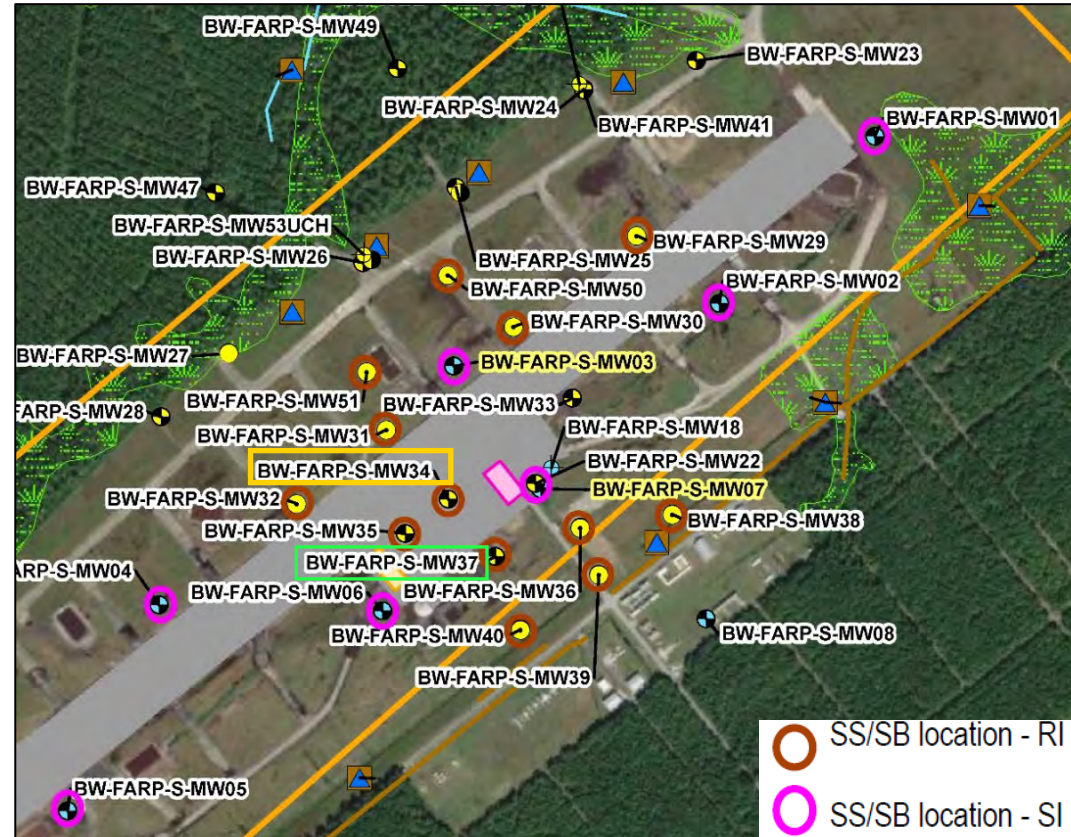 BW-FARP-S-MW49
BW-FARP-S-MW23
BW-FARP-S-MW24
BW-FARP-S-MW41
BW-FARP-S-MW01
BW-FARP-S-MW47
BW-FARP-S-MW53UCH
BW-FARP-S-MW26
BW-FARP-S-MW29
BW-FARP-S-MW25
BW-FARP-S-MW50
BW-FARP-S-MW02
BW-FARP-S-MW30
BW-FARP-S-MW27
BW-FARP-S-MW03
BW-FARP-S-MW51
BW-FARP-S-MW33
ARP-S-MW28
BW-FARP-S-MW18
BW-FARP-S-MW31
BW-FARP-S-MW22
BW-FARP-S-MW34
BW-FARP-S-MW07
BW-FARP-S-MW32
BW-FARP-S-MW38
BW-FARP-S-MW35
BW-FARP-S-MW37
ARP-S-MW04
BW-FARP-S-MW06
BW-FARP-S-MW36
BW-FARP-S-MW40
BW-FARP-S-MW08
BW-FARP-S-MW39
SS/SB location - RI
BW-FARP-S-MW05
SS/SB location - SI